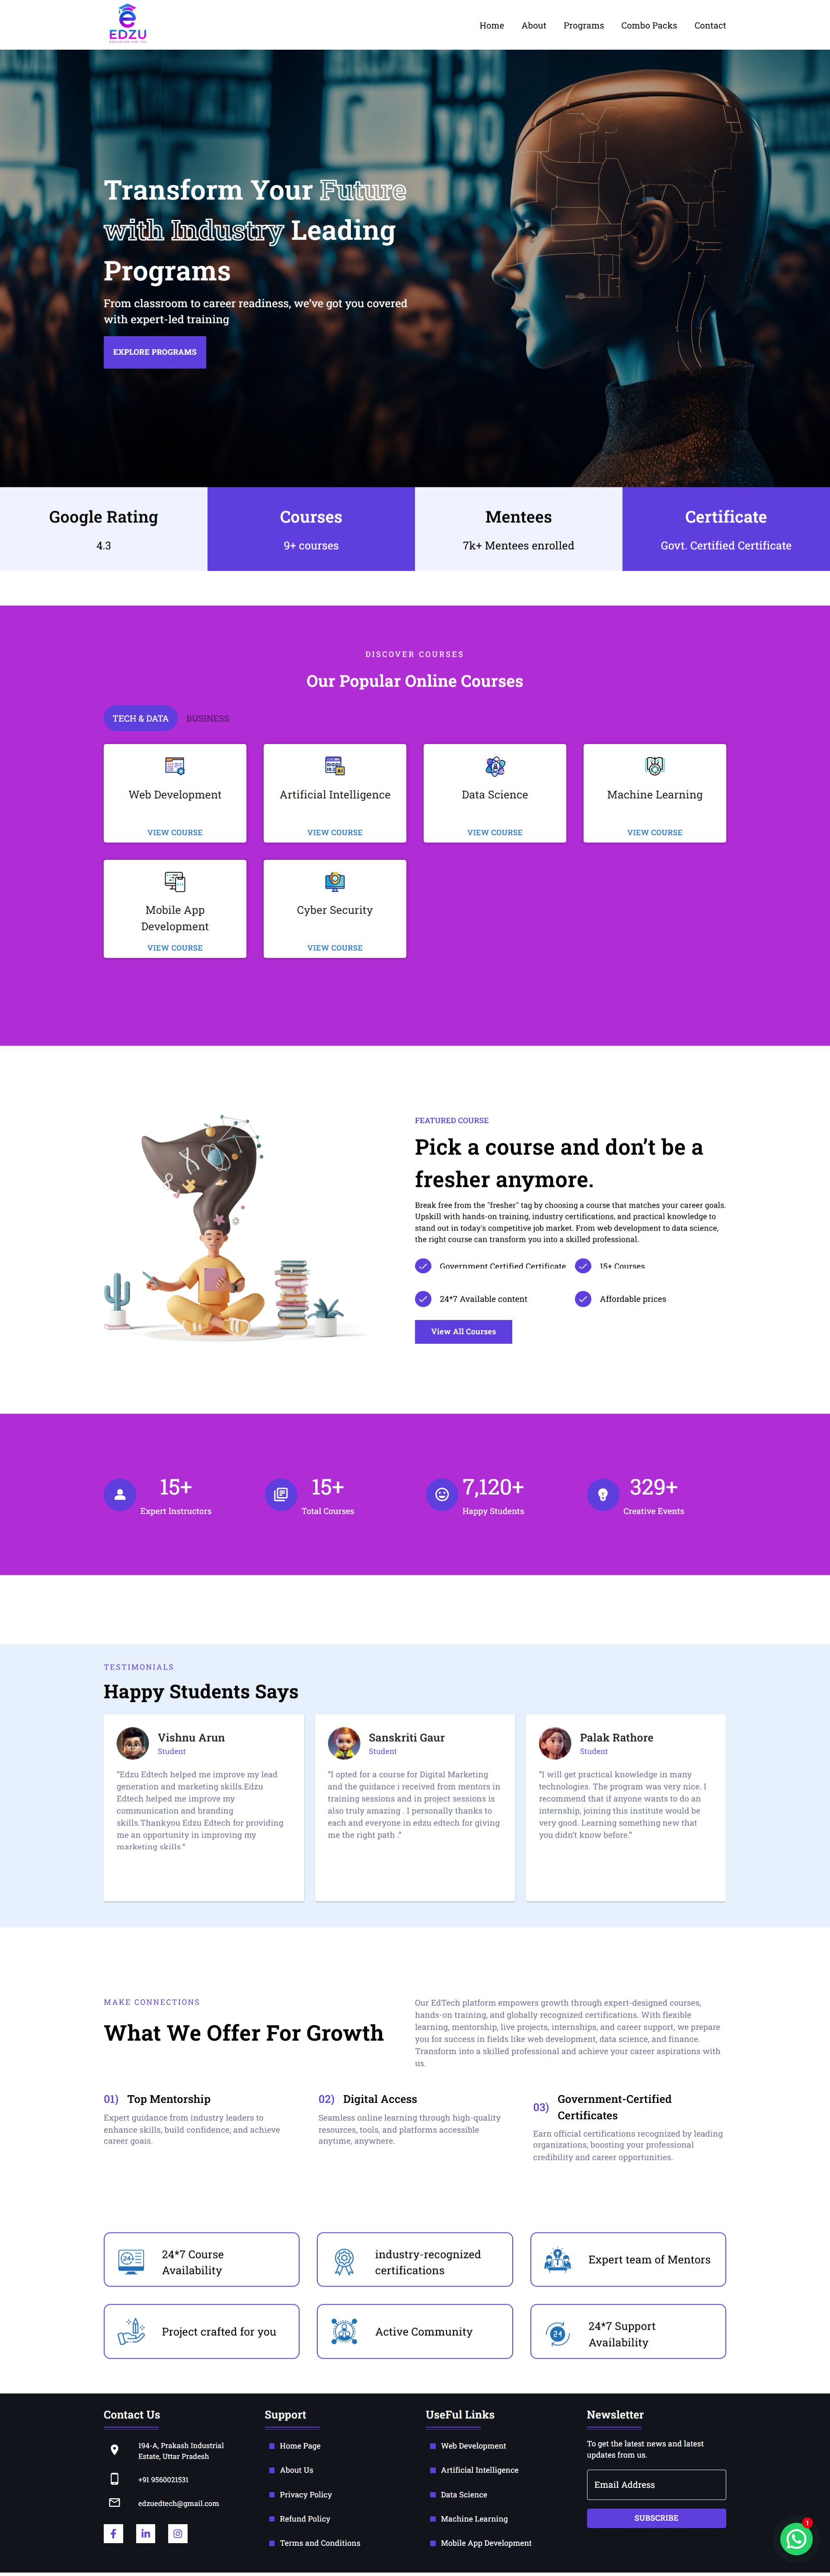 EDZU
Home
About
Programs
Combo Packs
Contact
Transform Your Future
with Industry Leading
Programs
From classroom to career readiness, we've got you covered
with expert-led training
EXPLORE PROGRAMS
Google Rating
4.3
Courses
9+ courses
Mentees
7k+ Mentees enrolled
Certificate
Govt. Certified Certificate
DISCOVER COURSES
Our Popular Online Courses
TECH & DATA
BUSINESS
Web Development
VIEW COURSE
Artificial Intelligence
VIEW COURSE
Data Science
VIEW COURSE
Machine Learning
VIEW COURSE
Mobile App
Development
VIEW COURSE
Cyber Security
VIEW COURSE
FEATURED COURSE
Pick a course and don't be a
fresher anymore.
Break free from the "fresher" tag by choosing a course that matches your career goals.
Upskill with hands-on training, industry certifications, and practical knowledge to
stand out in today's competitive job market. From web development to data science,
the right course can transform you into a skilled professional.
Government Certified Certificate
15+ Courses
24*7 Available content
Affordable prices
View All Courses
15+
Expert Instructors
15+
Total Courses
7,120+
Happy Students
329+
Creative Events
TESTIMONIALS
Happy Students Says
Vishnu Arun
Student
"Edzu Edtech helped me improve my lead
generation and marketing skills.Edzu
Edtech helped me improve my
communication and branding
skills.Thankyou Edzu Edtech for providing
me an opportunity in improving my
marketing skills."
Sanskriti Gaur
Student
"I opted for a course for Digital Marketing
and the guidance i received from mentors in
training sessions and in project sessions is
also truly amazing . I personally thanks to
each and everyone in edzu edtech for giving
me the right path ."
Palak Rathore
Student
"I will get practical knowledge in many
technologies. The program was very nice. I
recommend that if anyone wants to do an
internship, joining this institute would be
very good. Learning something new that
you didn't know before."
MAKE CONNECTIONS
What We Offer For Growth
Our EdTech platform empowers growth through expert-designed courses,
hands-on training, and globally recognized certifications. With flexible
learning, mentorship, live projects, internships, and career support, we prepare
you for success in fields like web development, data science, and finance.
Transform into a skilled professional and achieve your career aspirations with
us.
01) Top Mentorship
Expert guidance from industry leaders to
enhance skills, build confidence, and achieve
career goals.
02) Digital Access
Seamless online learning through high-quality
resources, tools, and platforms accessible
anytime, anywhere.
03) Government-Certified
Certificates
Earn official certifications recognized by leading
organizations, boosting your professional
credibility and career opportunities.
24*7 Course
Availability
industry-recognized
certifications
Expert team of Mentors
Project crafted for you
Active Community
24*7 Support
Availability
Contact Us
194-A, Prakash Industrial
Estate, Uttar Pradesh
+91 9560021531
edzuedtech@gmail.com
Support
Home Page
About Us
Privacy Policy
Refund Policy
Terms and Conditions
UseFul Links
Web Development
Artificial Intelligence
Data Science
Machine Learning
Mobile App Development
Newsletter
To get the latest news and latest
updates from us.
Email Address
SUBSCRIBE
1